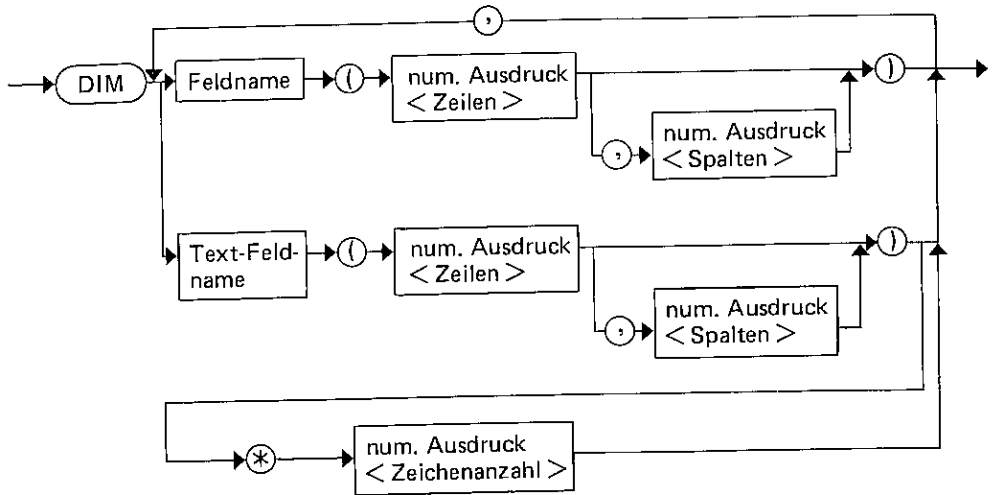 ,
DIM
Feldname
(
num. Ausdruck
< Zeilen >
)
,
num. Ausdruck
< Spalten >
Text-Feld-
name
(
num. Ausdruck
< Zeilen >
)
,
num. Ausdruck
< Spalten >
*
num. Ausdruck
< Zeichenanzahl >